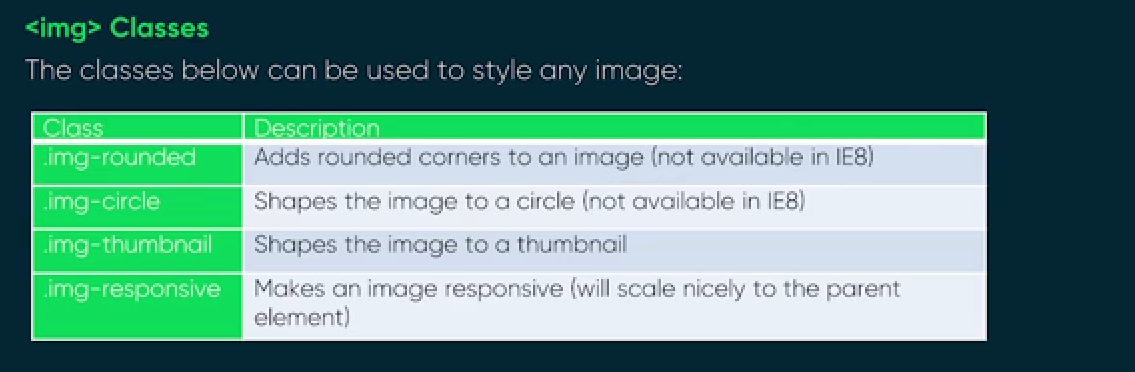 <img> Classes
The classes below can be used to style any image:
Class Description
.img-rounded Adds rounded corners to an image (not available in IE8)
.img-circle Shapes the image to a circle (not available in IE8)
.img-thumbnail Shapes the image to a thumbnail
.img-responsive Makes an image responsive (will scale nicely to the parent
element)